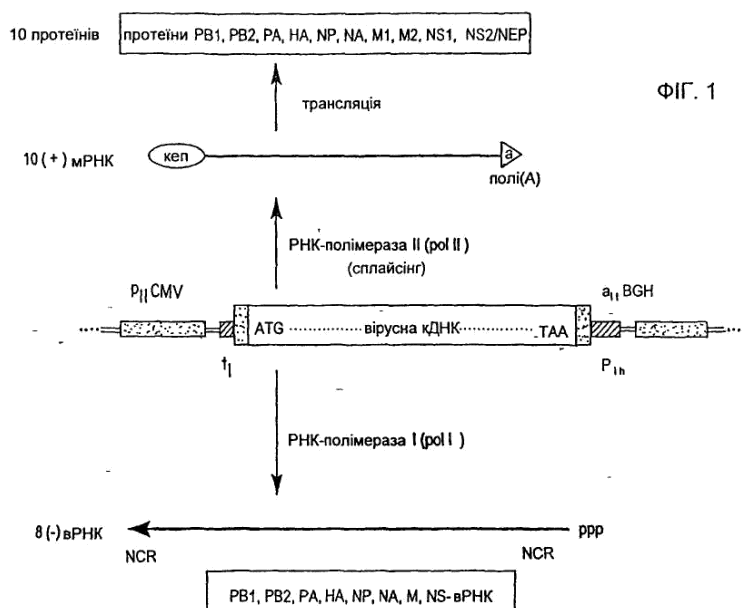 10 протеїнів
протеїни PB1, PB2, PA, HA, NP, NA, M1, M2, NS1, NS2/NEP
ФІГ. 1
трансляція
10 (+) мРНК
кеп
a
полі(A)
РНК-полімераза II (pol II)
(сплайсінг)
pII CMV
aII BGH
ATG
вірусна кДНК
TAA
tI
PIh
РНК-полімераза I (pol I)
8 (-) вРНК
ppp
NCR
NCR
PB1, PB2, PA, HA, NP, NA, M, NS-вРНК